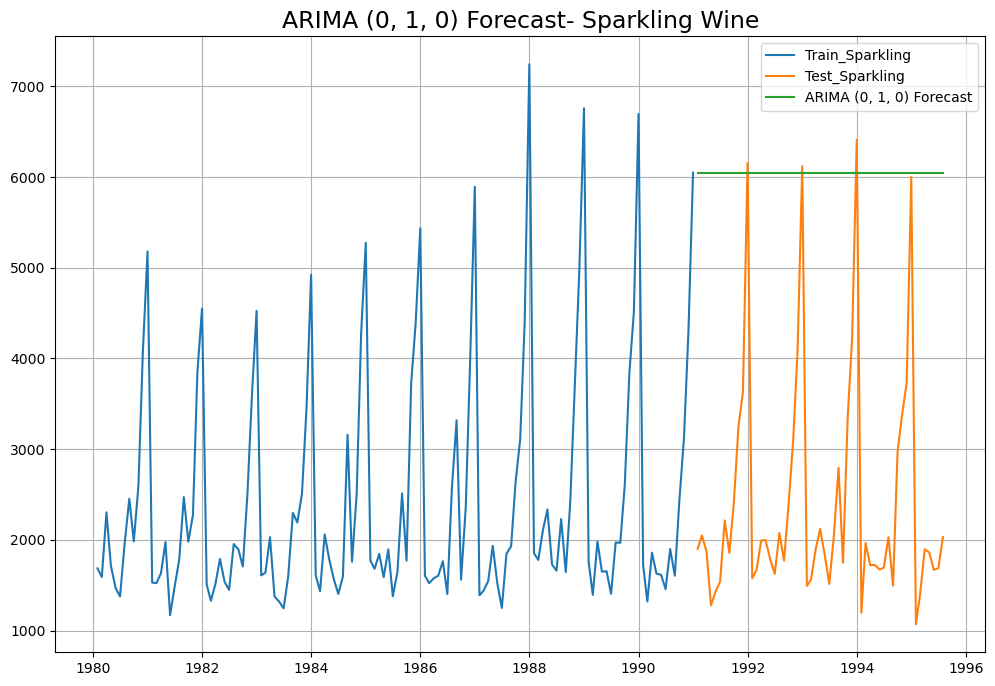 ARIMA (0, 1, 0) Forecast- Sparkling Wine
Train_Sparkling
Test_Sparkling
ARIMA (0, 1, 0) Forecast
7000
6000
5000
4000
3000
2000
1000
1980 1982 1984 1986 1988 1990 1992 1994 1996